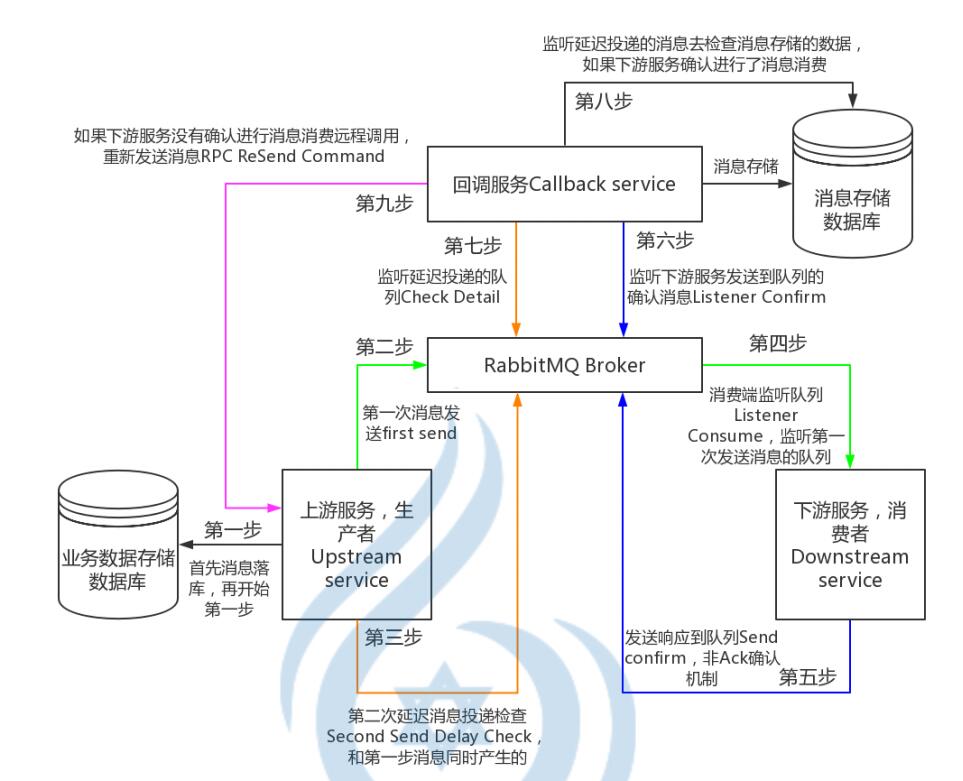 监听延迟投递的消息去检查消息存储的数据，
如果下游服务确认进行了消息消费
第八步
如果下游服务没有确认进行消息消费远程调用，
重新发送消息RPC ReSend Command
回调服务Callback service
消息存储
消息存储
数据库
第九步
第七步
第六步
监听延迟投递的队
列Check Detail
监听下游服务发送到队列的
确认消息Listener Confirm
第二步
RabbitMQ Broker
第四步
第一次消息发
送first send
消费端监听队列
Listener
Consume，监听第一
次发送消息的队列
业务数据存储
数据库
第一步
首先消息落
库，再开始
第一步
上游服务，生
产者
Upstream
service
下游服务，消
费者
Downstream
service
第三步
发送响应到队列Send
confirm，非Ack确认
机制
第五步
第二次延迟消息投递检查
Second Send Delay Check，
和第一步消息同时产生的